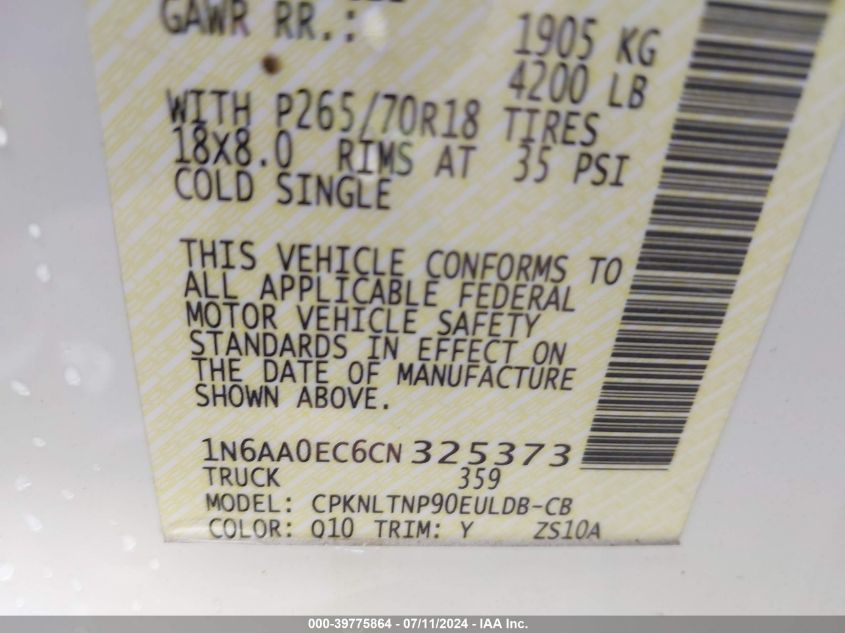 GAWR RR.:
1905 KG
4200 LB
WITH P265/70R18 TIRES
18X8.0 RIMS AT 35 PSI
COLD SINGLE
THIS VEHICLE CONFORMS TO
ALL APPLICABLE FEDERAL
MOTOR VEHICLE SAFETY
STANDARDS IN EFFECT ON
THE DATE OF MANUFACTURE
SHOWN ABOVE.
1N6AA0EC6CN325373
TRUCK 359
MODEL: CPKNLTNP90EULDB-CB
COLOR: Q10 TRIM: Y ZS10A
000-39775864 - 07/11/2024 - IAA Inc.